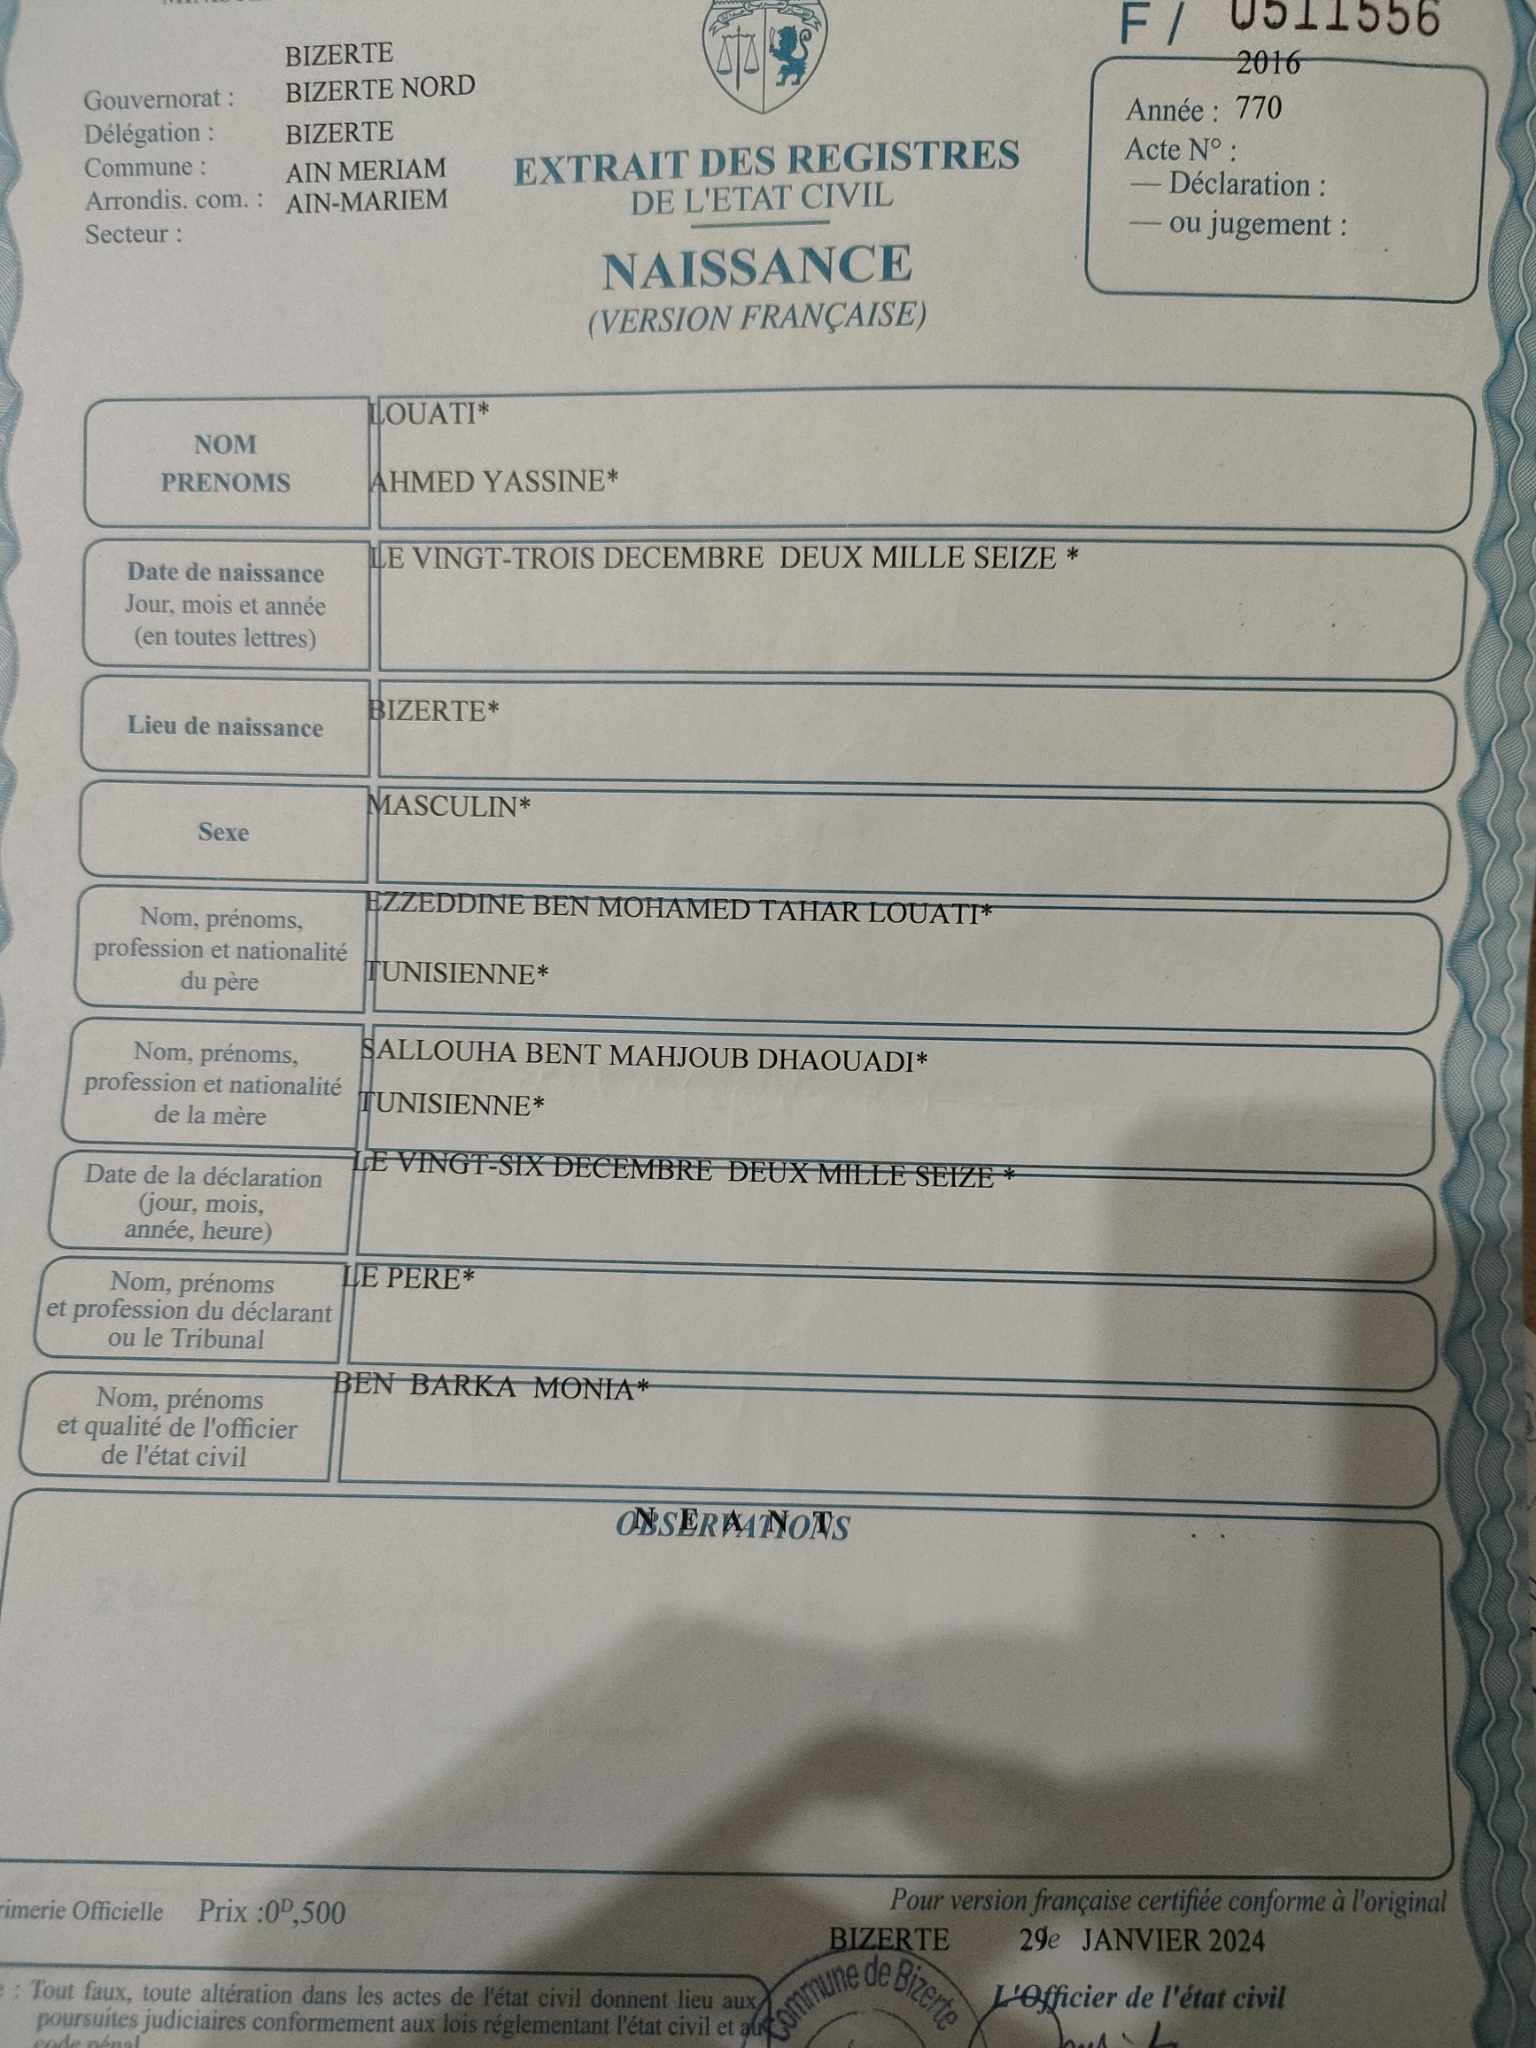 F / 0511556
BIZERTE
Gouvernorat : BIZERTE NORD
Délégation : BIZERTE
Commune : AIN MERIAM
Arrondis. com. : AIN-MARIEM
Secteur :
2016
Année : 770
Acte N° :
— Déclaration :
— ou jugement :
EXTRAIT DES REGISTRES
DE L'ETAT CIVIL
NAISSANCE
(VERSION FRANÇAISE)
NOM
PRENOMS
LOUATI*
AHMED YASSINE*
Date de naissance
Jour, mois et année
(en toutes lettres)
LE VINGT-TROIS DECEMBRE DEUX MILLE SEIZE *
Lieu de naissance
BIZERTE*
Sexe
MASCULIN*
Nom, prénoms,
profession et nationalité
du père
EZZEDDINE BEN MOHAMED TAHAR LOUATI*
TUNISIENNE*
Nom, prénoms,
profession et nationalité
de la mère
SALLOUHA BENT MAHJOUB DHAOUADI*
TUNISIENNE*
Date de la déclaration
(jour, mois,
année, heure)
LE VINGT-SIX DECEMBRE DEUX MILLE SEIZE *
Nom, prénoms
et profession du déclarant
ou le Tribunal
LE PERE*
Nom, prénoms
et qualité de l'officier
de l'état civil
BEN BARKA MONIA*
OBSERVATIONS
N E A N T
rimerie Officielle Prix :0D,500
Pour version française certifiée conforme à l'original
BIZERTE 29e JANVIER 2024
L'Officier de l'état civil
Commune de Bizerte
e : Tout faux, toute altération dans les actes de l'état civil donnent lieu aux
poursuites judiciaires conformement aux lois réglementant l'état civil et au
code pénal